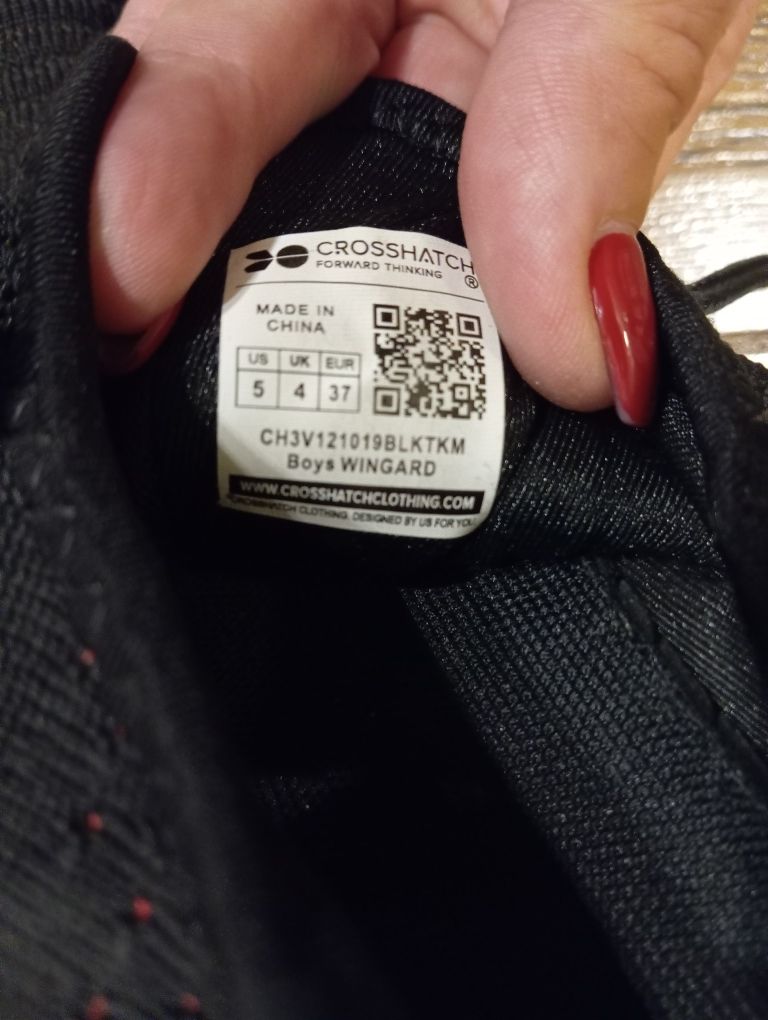 CROSSHATCH®
FORWARD THINKING
MADE IN
CHINA
US UK EUR
5 4 37
CH3V121019BLKTKM
Boys WINGARD
WWW.CROSSHATCHCLOTHING.COM
CROSSHATCH CLOTHING. DESIGNED BY US FOR YOU